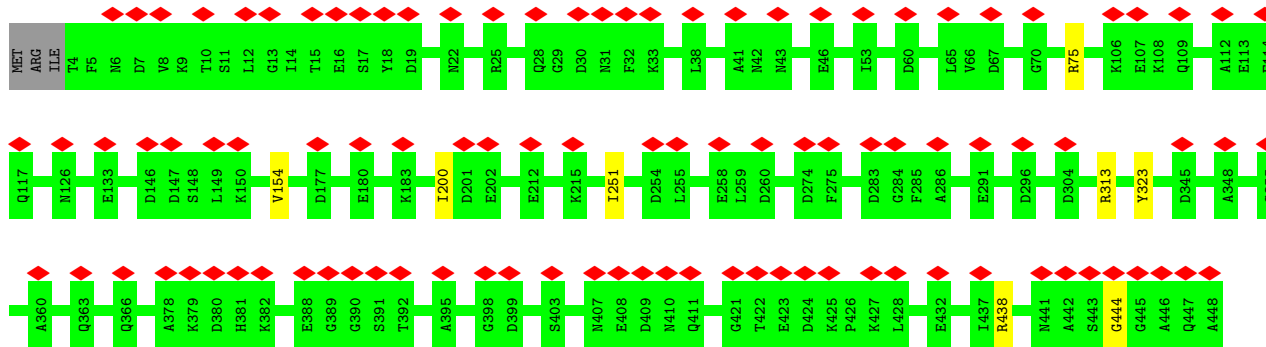 MET ARG ILE T4 F5 N6 D7 V8 K9 T10 S11 L12 G13 I14 T15 E16 S17 Y18 D19 N22 R25 Q28 G29 D30 N31 F32 K33 L38 A41 N42 N43 E46 I53 D60 L65 V66 D67 G70 R75 K106 E107 K108 Q109 A112 E113
Q117 N126 E133 D146 D147 S148 L149 K150 V154 D177 E180 K183 I200 D201 E202 E212 K215 I251 D254 L255 E258 L259 D260 D274 F275 D283 G284 F285 A286 E291 D296 D304 R313 Y323 D345 A348
A360 Q363 Q366 A378 K379 D380 H381 K382 E388 G389 G390 S391 T392 A395 G398 D399 S403 N407 E408 D409 N410 Q411 G421 T422 E423 D424 K425 P426 K427 L428 E432 I437 R438 N441 A442 S443 G444 G445 A446 Q447 A448